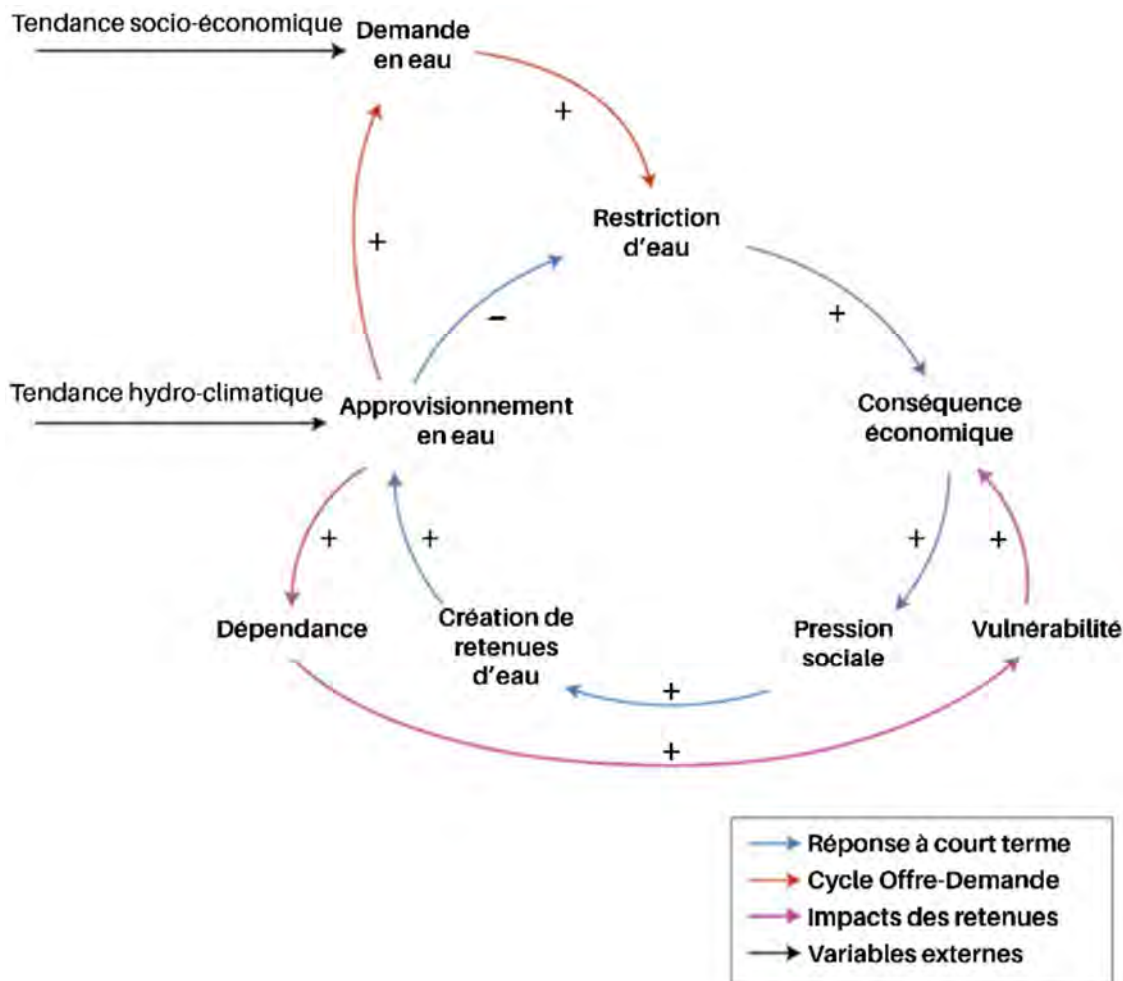 Tendance socio-économique
Demande
en eau
+
+
Restriction
d'eau
–
+
Tendance hydro-climatique
Approvisionnement
en eau
Conséquence
économique
+
+
+
+
Dépendance
Création de
retenues
d'eau
Pression
sociale
Vulnérabilité
+
+
Réponse à court terme
Cycle Offre-Demande
Impacts des retenues
Variables externes